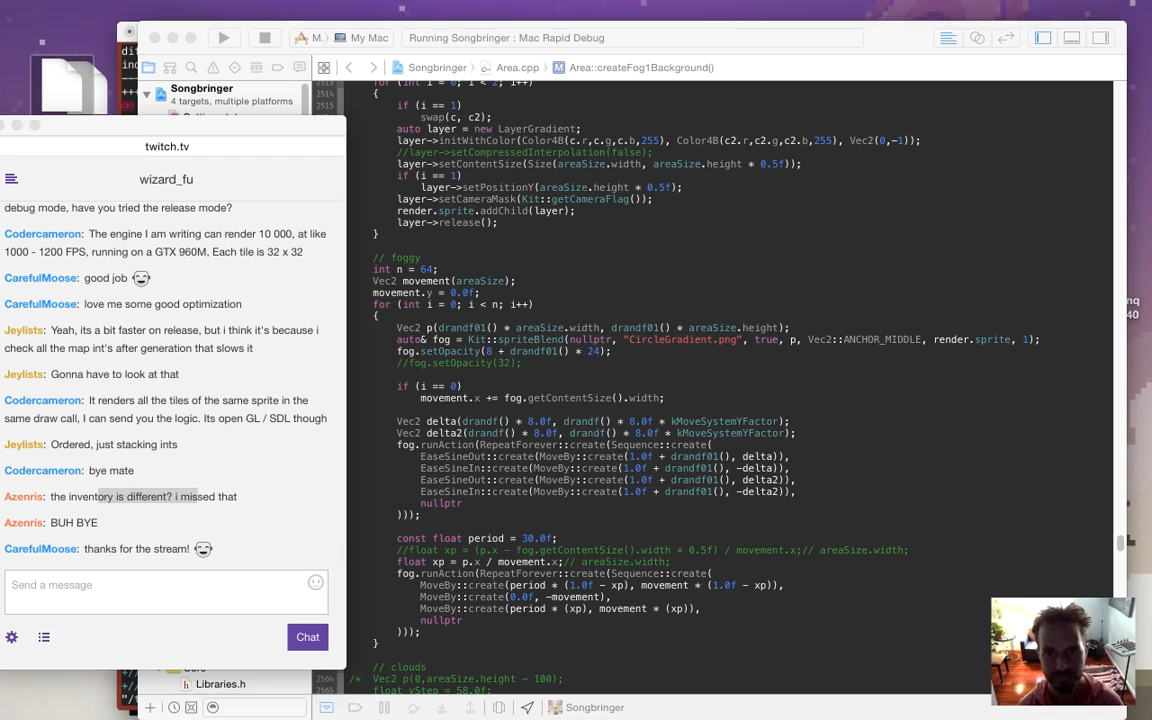 M.
My Mac
Running Songbringer : Mac Rapid Debug
Songbringer
Area.cpp
M
Area::createFog1Background()
Songbringer
4 targets, multiple platforms
twitch.tv
wizard_fu
debug mode, have you tried the release mode?
Codercameron: The engine I am writing can render 10 000, at like
1000 - 1200 FPS, running on a GTX 960M, Each tile is 32 x 32
CarefulMoose: good job
CarefulMoose: love me some good optimization
Jeylists: Yeah, its a bit faster on release, but i think it's because i
check all the map int's after generation that slows it
Jeylists: Gonna have to look at that
Codercameron: It renders all the tiles of the same sprite in the
same draw call, I can send you the logic. Its open GL / SDL though
Jeylists: Ordered, just stacking ints
Codercameron: bye mate
Azenris: the inventory is different? i missed that
Azenris: BUH BYE
CarefulMoose: thanks for the stream!
Send a message
Chat
Libraries.h
for (int i = 0; i < 2; i++)
2514 {
2515 if (i == 1)
swap(c, c2);
auto layer = new LayerGradient;
layer->initWithColor(Color4B(c.r,c.g,c.b,255), Color4B(c2.r,c2.g,c2.b,255), Vec2(0,-1));
//layer->setCompressedInterpolation(false);
layer->setContentSize(Size(areaSize.width, areaSize.height * 0.5f));
if (i == 1)
layer->setPositionY(areaSize.height * 0.5f);
layer->setCameraMask(Kit::getCameraFlag());
render.sprite.addChild(layer);
layer->release();
}
// foggy
int n = 64;
Vec2 movement(areaSize);
movement.y = 0.0f;
for (int i = 0; i < n; i++)
{
Vec2 p(drandf01() * areaSize.width, drandf01() * areaSize.height);
auto& fog = Kit::spriteBlend(nullptr, "CircleGradient.png", true, p, Vec2::ANCHOR_MIDDLE, render.sprite, 1);
fog.setOpacity(8 + drandf01() * 24);
//fog.setOpacity(32);
if (i == 0)
movement.x += fog.getContentSize().width;
Vec2 delta(drandf() * 8.0f, drandf() * 8.0f * kMoveSystemYFactor);
Vec2 delta2(drandf() * 8.0f, drandf() * 8.0f * kMoveSystemYFactor);
fog.runAction(RepeatForever::create(Sequence::create(
EaseSineOut::create(MoveBy::create(1.0f + drandf01(), delta)),
EaseSineIn::create(MoveBy::create(1.0f + drandf01(), -delta)),
EaseSineOut::create(MoveBy::create(1.0f + drandf01(), delta2)),
EaseSineIn::create(MoveBy::create(1.0f + drandf01(), -delta2)),
nullptr
)));
const float period = 30.0f;
//float xp = (p.x - fog.getContentSize().width * 0.5f) / movement.x;// areaSize.width;
float xp = p.x / movement.x;// areaSize.width;
fog.runAction(RepeatForever::create(Sequence::create(
MoveBy::create(period * (1.0f - xp), movement * (1.0f - xp)),
MoveBy::create(0.0f, -movement),
MoveBy::create(period * (xp), movement * (xp)),
nullptr
)));
}
// clouds
2564 /* Vec2 p(0,areaSize.height - 100);
2565 float yStep = 58.0f;
Songbringer